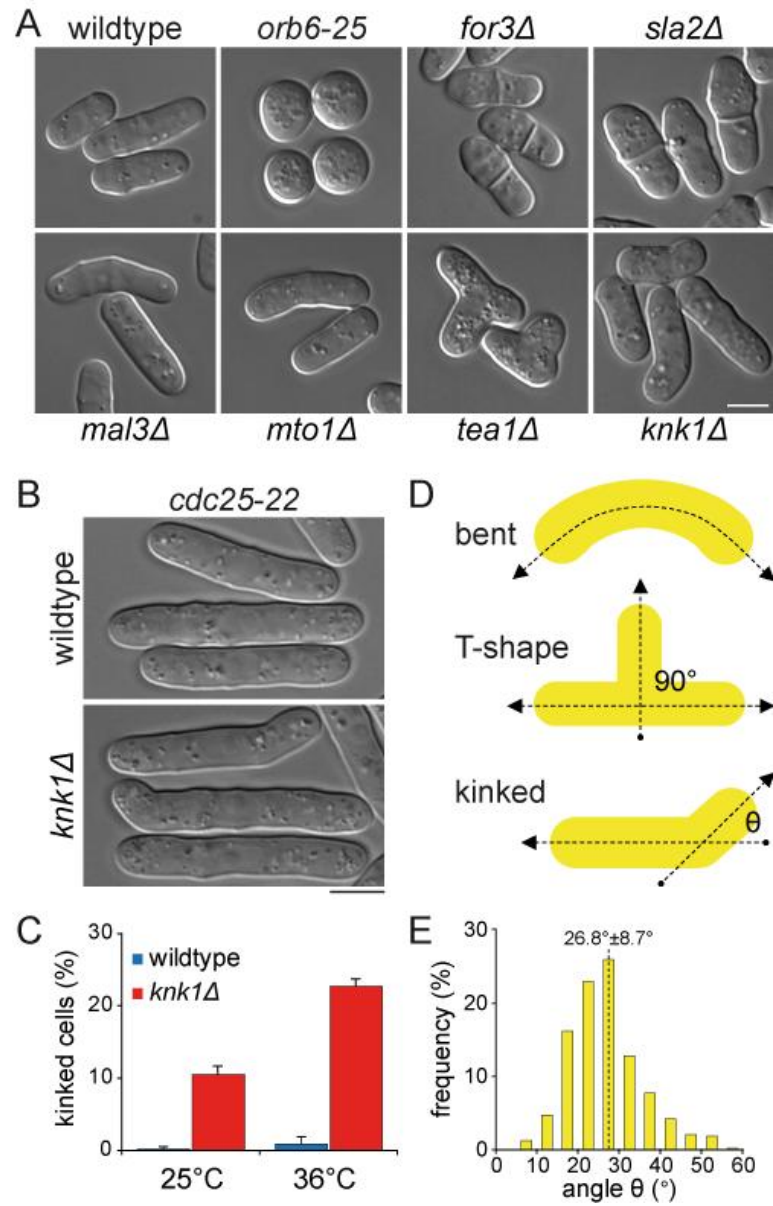 A
wildtype orb6-25 for3Δ sla2Δ
mal3Δ mto1Δ tea1Δ knk1Δ
B
cdc25-22
wildtype
knk1Δ
D
bent
T-shape
90°
kinked
θ
C
kinked cells (%)
30
20
10
0
wildtype
knk1Δ
25°C 36°C
E
frequency (%)
30
20
10
0
26.8°±8.7°
0 10 20 30 40 50 60
angle θ (°)